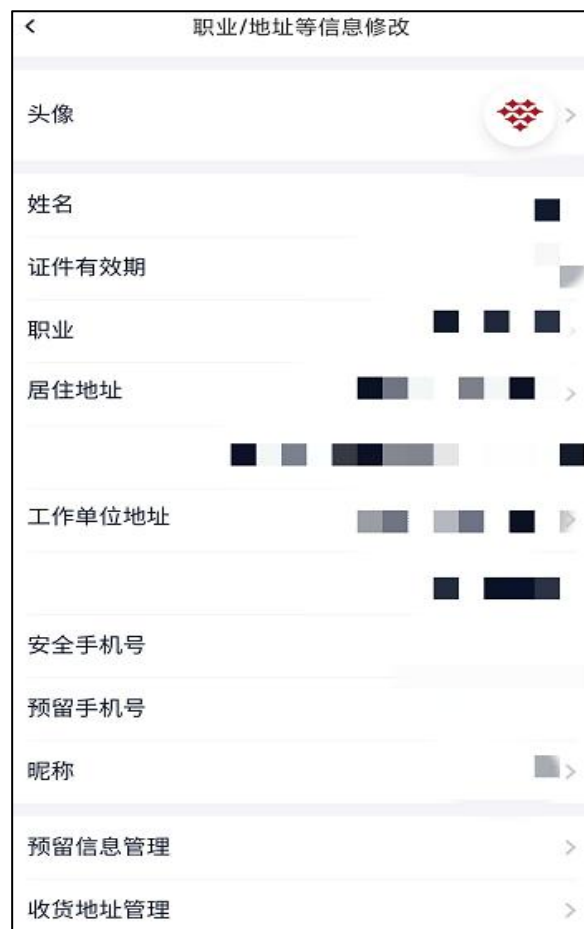 职业/地址等信息修改
头像
姓名
证件有效期
职业
居住地址
工作单位地址
安全手机号
预留手机号
昵称
预留信息管理
收货地址管理